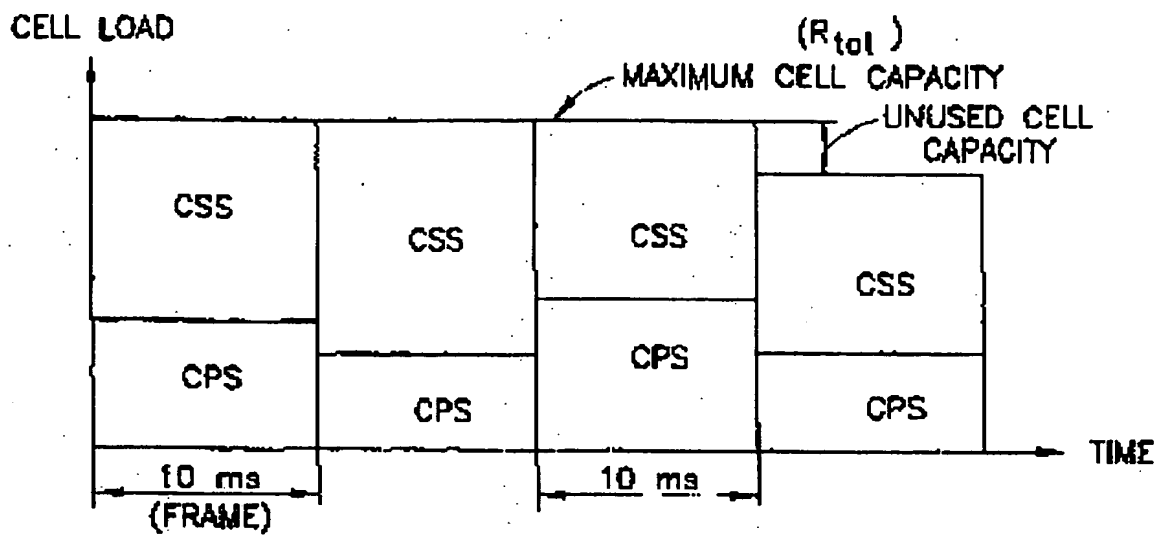 CELL LOAD
(Rtol)
MAXIMUM CELL CAPACITY
UNUSED CELL
CAPACITY
CSS
CSS
CSS
CSS
CPS
CPS
CPS
CPS
TIME
10 ms
10 ms
(FRAME)